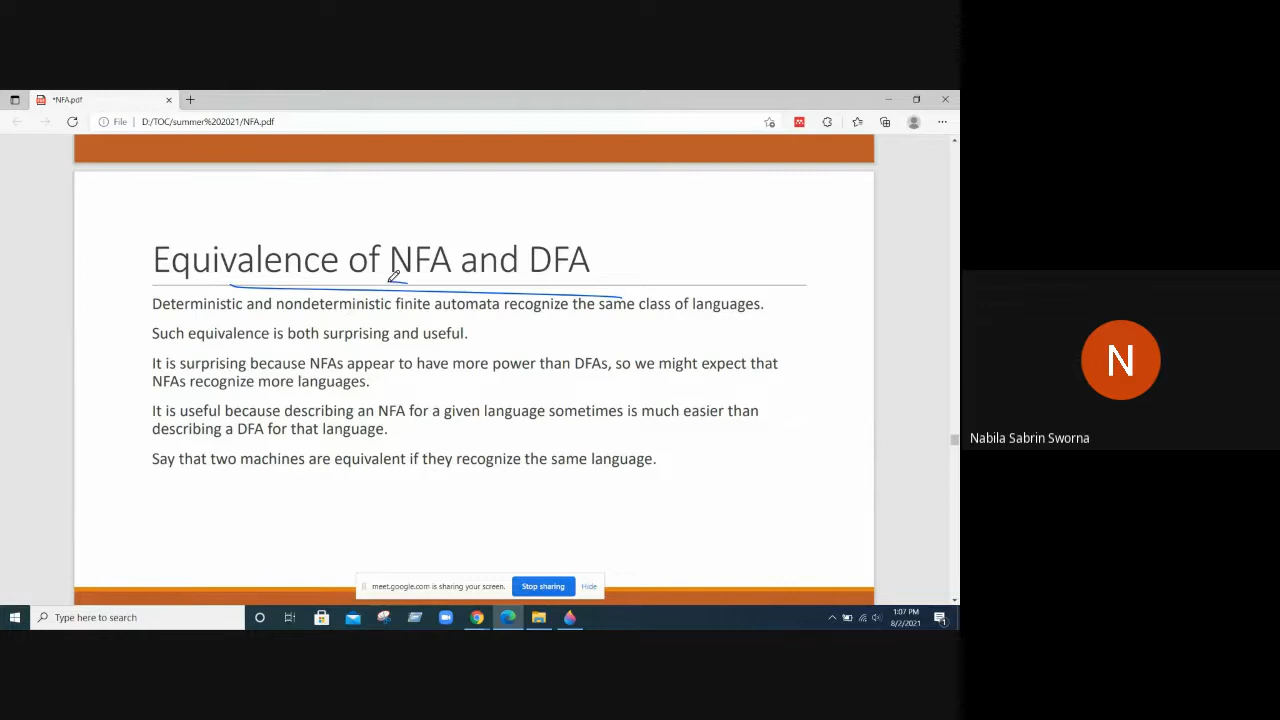 *NFA.pdf
File
D:/TOC/summer%202021/NFA.pdf
Equivalence of NFA and DFA
Deterministic and nondeterministic finite automata recognize the same class of languages.
Such equivalence is both surprising and useful.
It is surprising because NFAs appear to have more power than DFAs, so we might expect that
NFAs recognize more languages.
It is useful because describing an NFA for a given language sometimes is much easier than
describing a DFA for that language.
Say that two machines are equivalent if they recognize the same language.
N
Nabila Sabrin Sworna
meet.google.com is sharing your screen.
Stop sharing
Hide
Type here to search
1:07 PM
8/2/2021